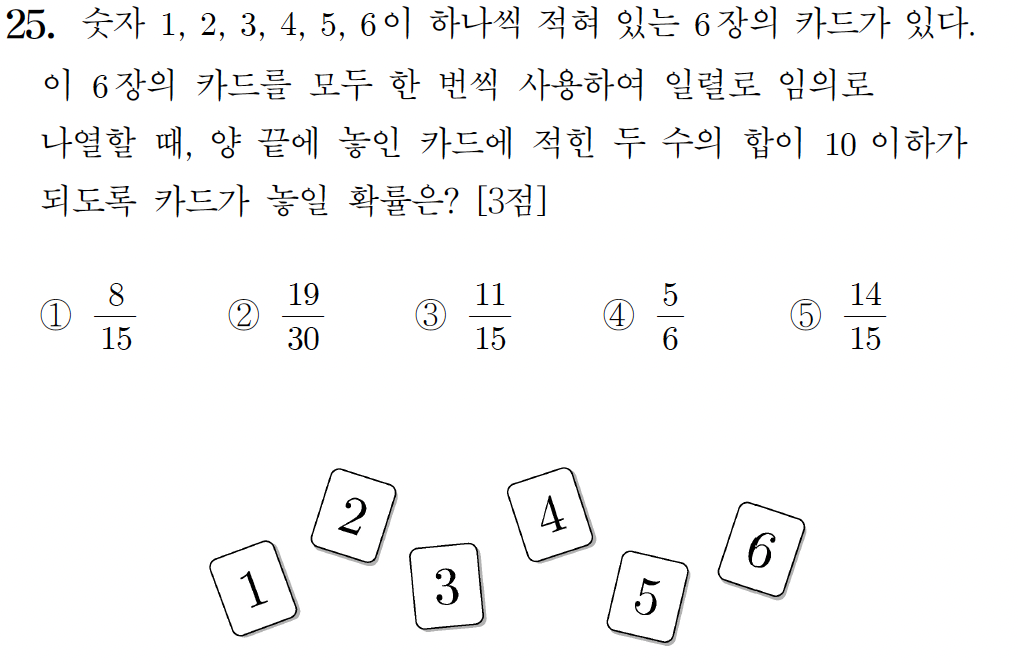 25. 숫자 1, 2, 3, 4, 5, 6이 하나씩 적혀 있는 6장의 카드가 있다.
이 6장의 카드를 모두 한 번씩 사용하여 일렬로 임의로
나열할 때, 양 끝에 놓인 카드에 적힌 두 수의 합이 10 이하가
되도록 카드가 놓일 확률은? [3점]
① 8/15 ② 19/30 ③ 11/15 ④ 5/6 ⑤ 14/15
1 2 3 4 5 6